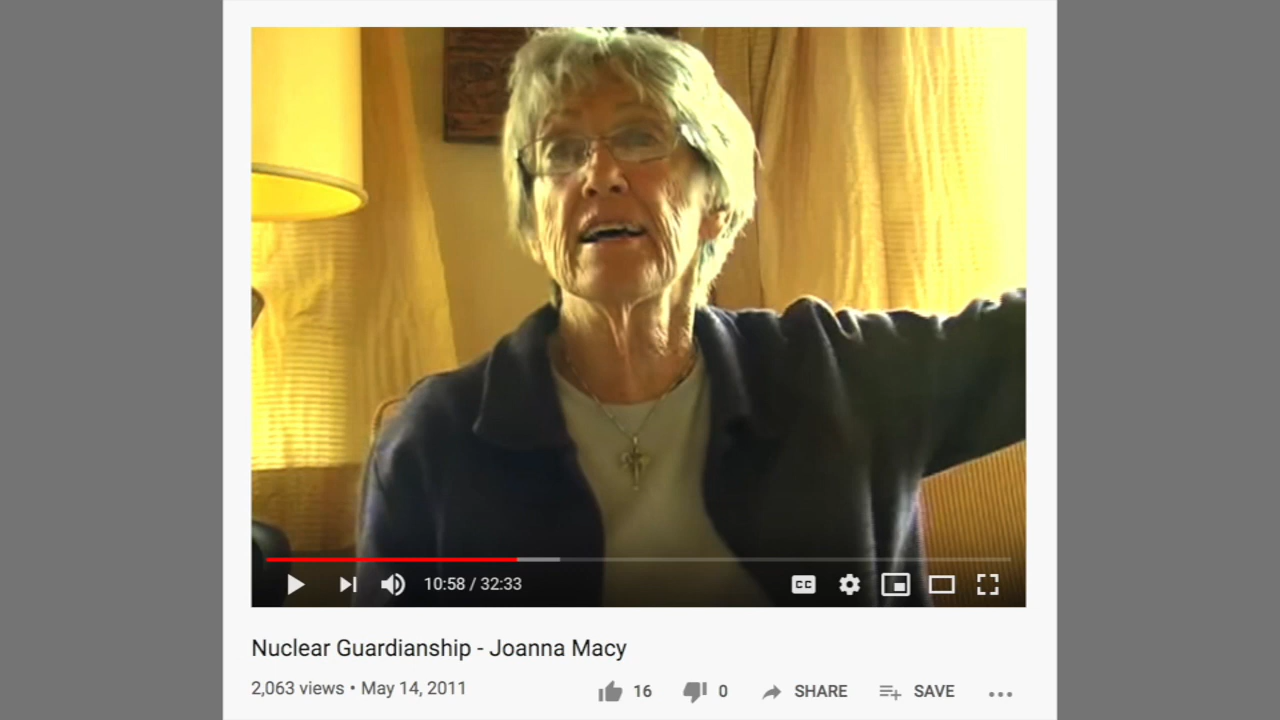 10:58 / 32:33
CC
Nuclear Guardianship - Joanna Macy
2,063 views • May 14, 2011
16
0
SHARE
SAVE